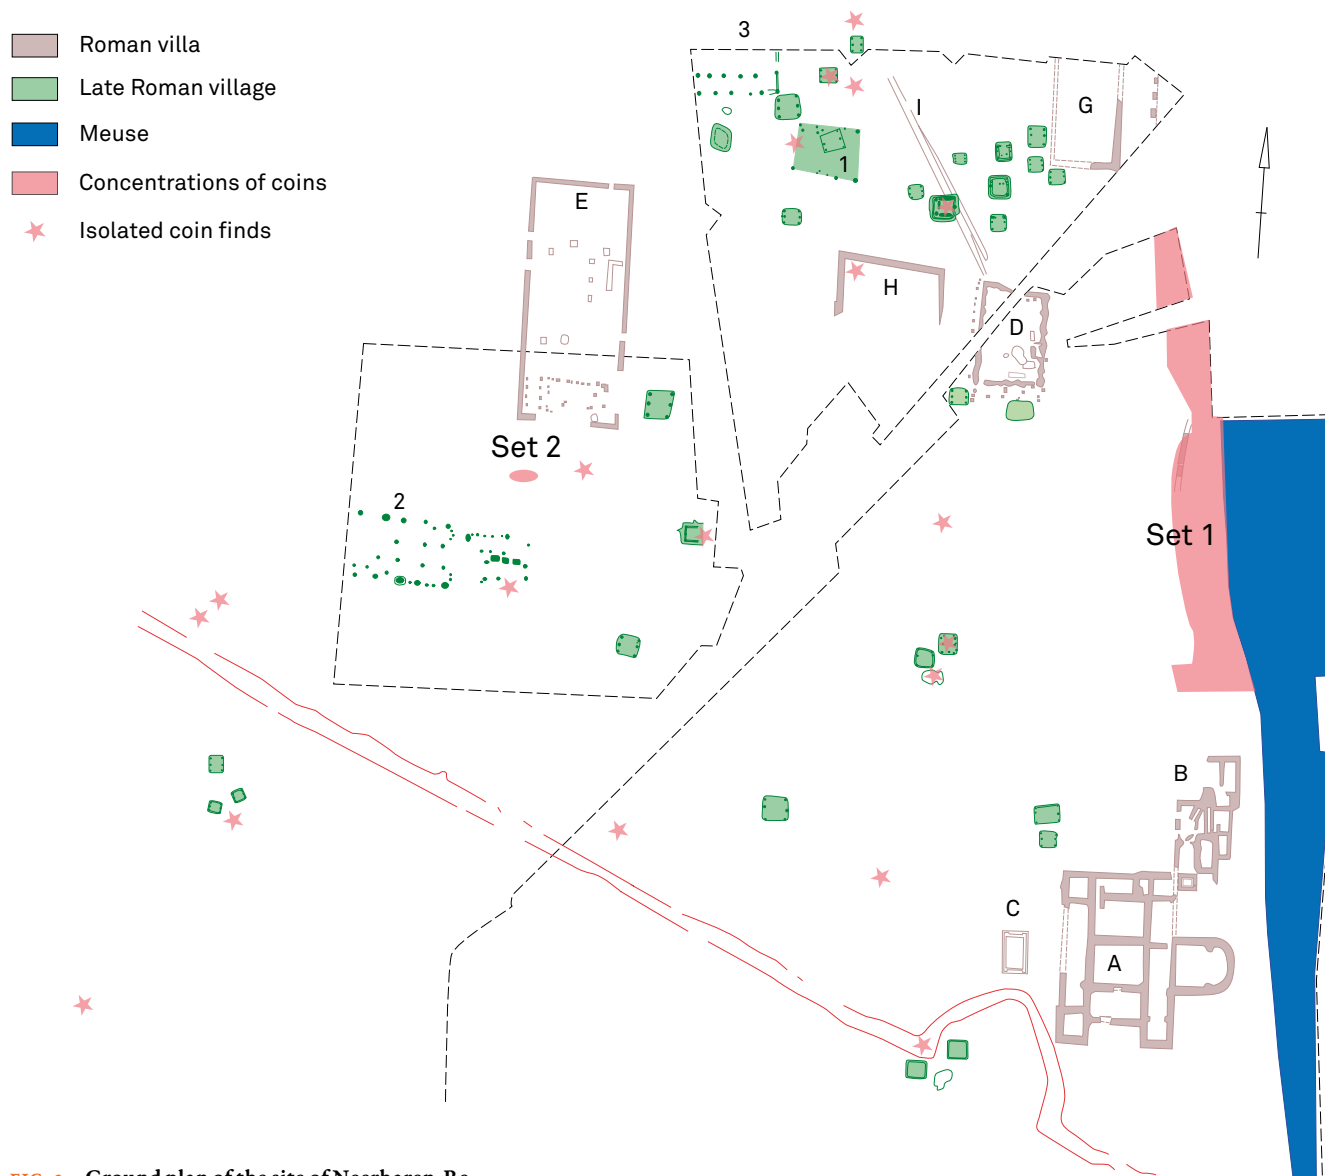 Roman villa
Late Roman village
Meuse
Concentrations of coins
Isolated coin finds
3
I
G
1
E
H
D
Set 2
2
Set 1
B
C
A